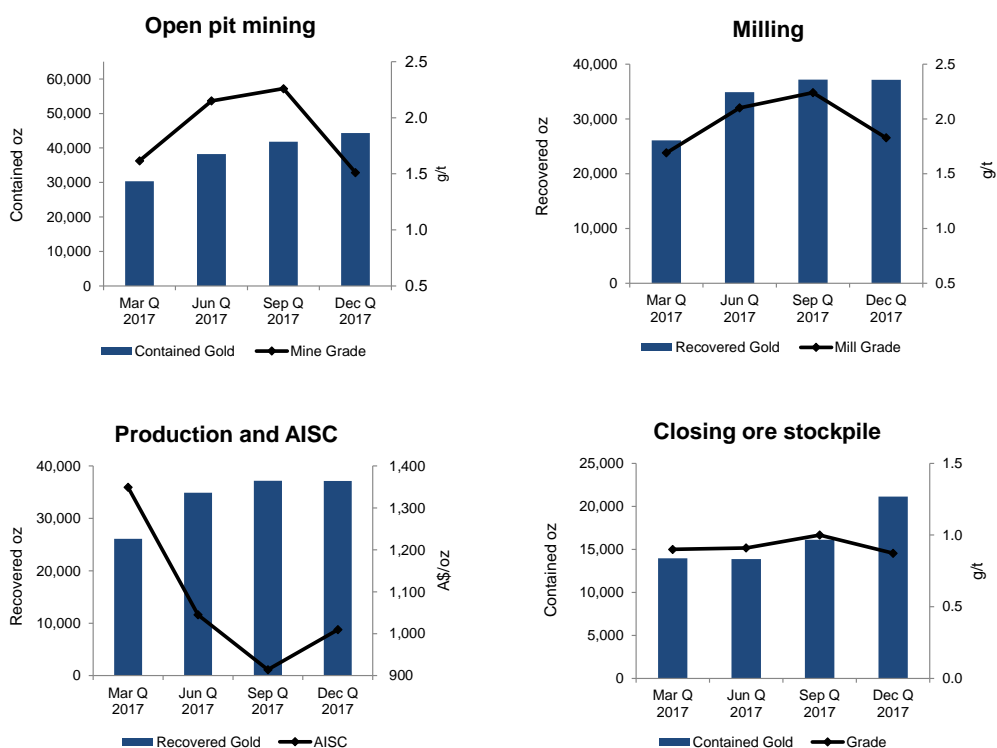 Open pit mining
60,000
50,000
40,000
30,000
20,000
10,000
0
Contained oz
2.5
2.0
1.5
1.0
0.5
g/t
Mar Q Jun Q Sep Q Dec Q
2017 2017 2017 2017
Contained Gold Mine Grade
Milling
40,000
30,000
20,000
10,000
0
Recovered oz
2.5
2.0
1.5
1.0
0.5
g/t
Mar Q Jun Q Sep Q Dec Q
2017 2017 2017 2017
Recovered Gold Mill Grade
Production and AISC
40,000
30,000
20,000
10,000
0
Recovered oz
1,400
1,300
1,200
1,100
1,000
900
A$/oz
Mar Q Jun Q Sep Q Dec Q
2017 2017 2017 2017
Recovered Gold AISC
Closing ore stockpile
25,000
20,000
15,000
10,000
5,000
0
Contained oz
1.5
1.0
0.5
0.0
g/t
Mar Q Jun Q Sep Q Dec Q
2017 2017 2017 2017
Contained Gold Grade